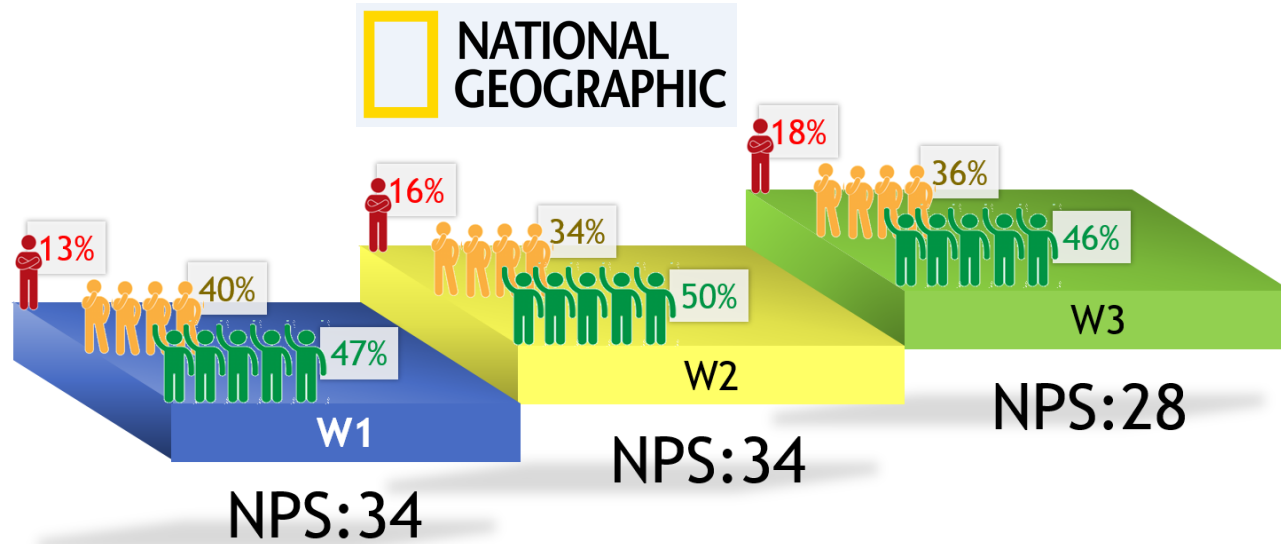 NATIONAL
GEOGRAPHIC
13%
40%
47%
W1
NPS:34
16%
34%
50%
W2
NPS:34
18%
36%
46%
W3
NPS:28